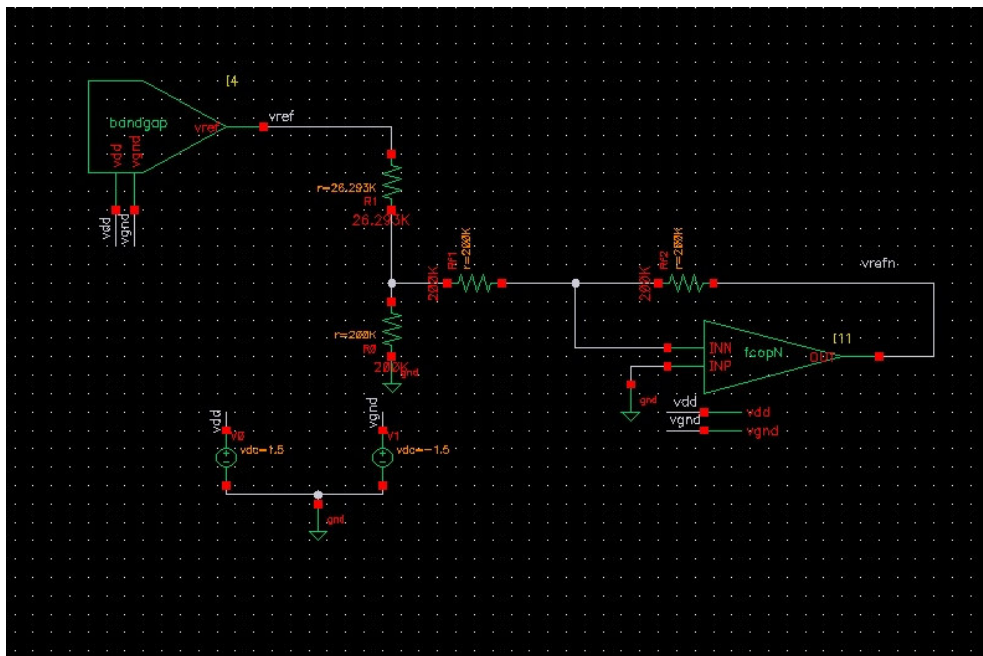 [4
bandgap
vref
vref
vdd
vgnd
vdd
vgnd
r=26.293K
R1
26.293K
200K
Rf1
r=200K
200K
Rf2
r=200K
vrefn
r=200K
R0
200K
gnd
[11
INN
fcopN
OUT
INP
gnd
vdd
vdd
vgnd
vgnd
vdd
V0
vdc=1.5
vgnd
V1
vdc=-1.5
gnd